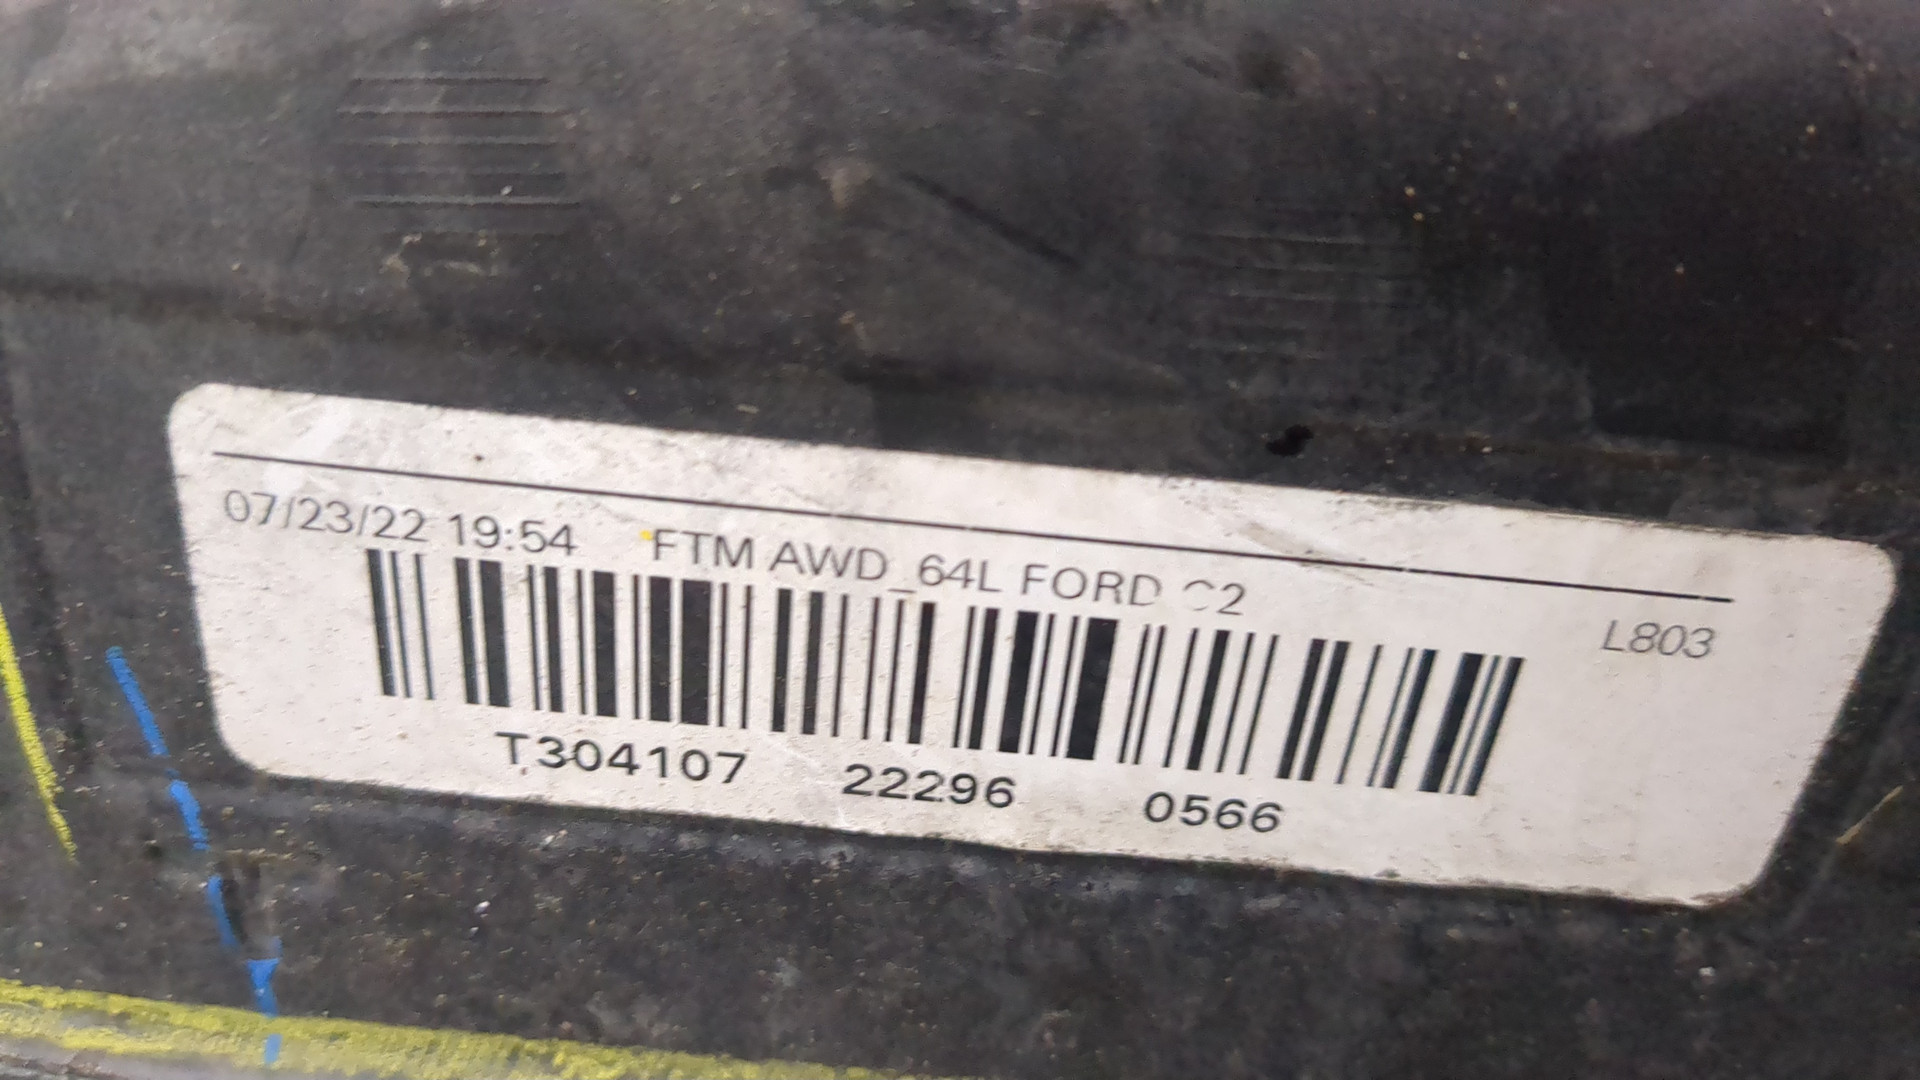 07/23/22 19:54 FTM AWD_64L FORD C2
L803
T304107 22296 0566